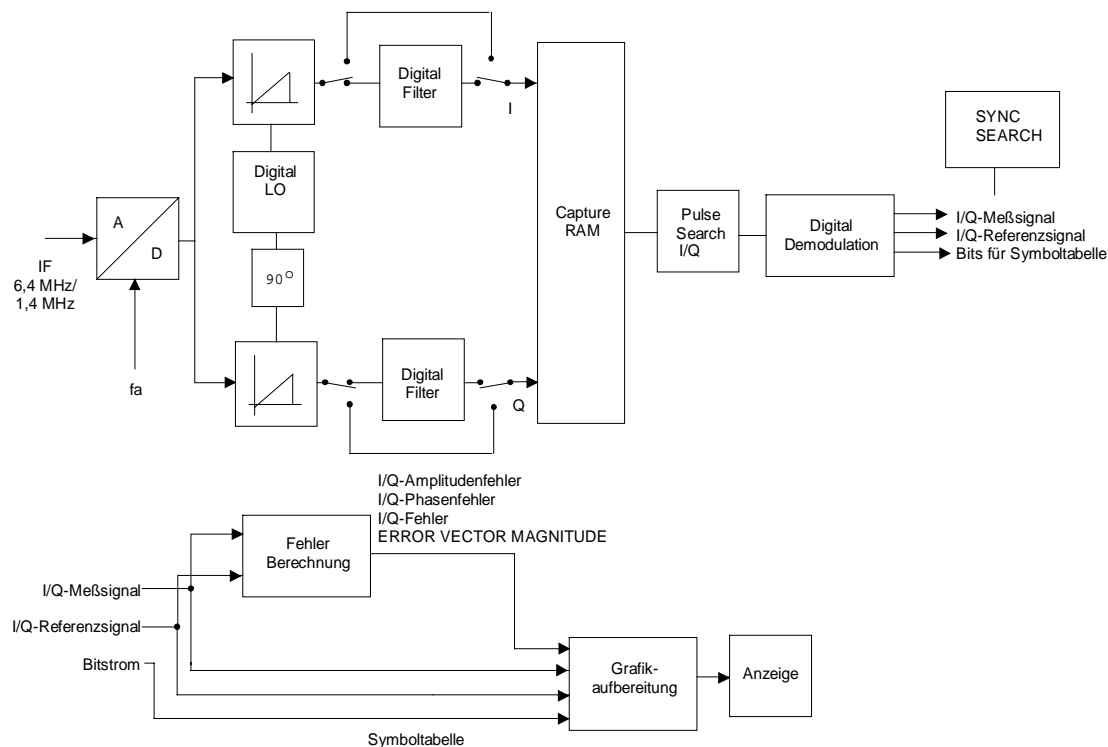 Digital
Filter
I
Digital
LO
A
D
IF
6,4 MHz/
1,4 MHz
fa
90°
Digital
Filter
Q
Capture
RAM
Pulse
Search
I/Q
Digital
Demodulation
SYNC
SEARCH
I/Q-Meßsignal
I/Q-Referenzsignal
Bits für Symboltabelle
I/Q-Amplitudenfehler
I/Q-Phasenfehler
I/Q-Fehler
ERROR VECTOR MAGNITUDE
Fehler
Berechnung
I/Q-Meßsignal
I/Q-Referenzsignal
Bitstrom
Grafik-
aufbereitung
Anzeige
Symboltabelle